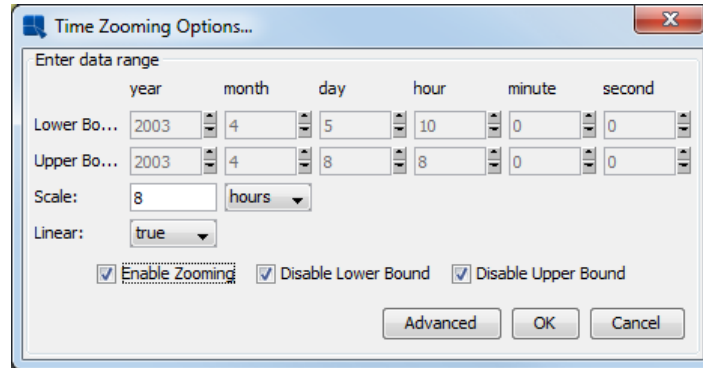 Time Zooming Options...
Enter data range
year month day hour minute second
Lower Bo... 2003 4 5 10 0 0
Upper Bo... 2003 4 8 8 0 0
Scale: 8 hours
Linear: true
Enable Zooming Disable Lower Bound Disable Upper Bound
Advanced OK Cancel